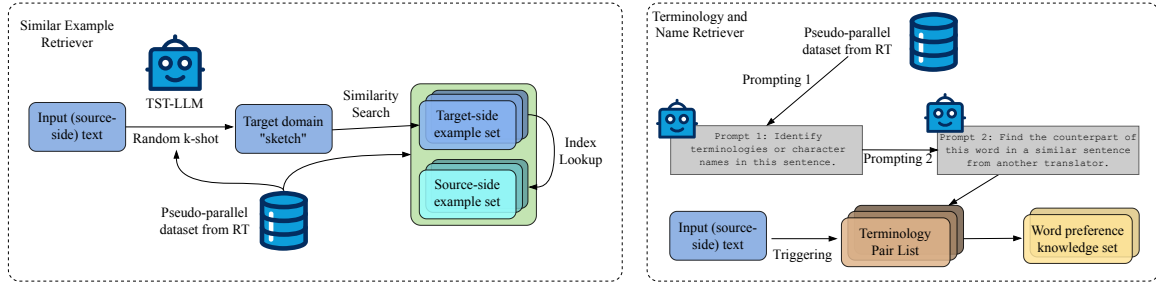 Similar Example
Retriever
TST-LLM
Input (source-
side) text
Random k-shot
Target domain
"sketch"
Similarity
Search
Target-side
example set
Index
Lookup
Source-side
example set
Pseudo-parallel
dataset from RT
Terminology and
Name Retriever
Pseudo-parallel
dataset from RT
Prompting 1
Prompt 1: Identify
terminologies or character
names in this sentence.
Prompting 2
Prompt 2: Find the counterpart of
this word in a similar sentence
from another translator.
Input (source-
side) text
Triggering
Terminology
Pair List
Word preference
knowledge set